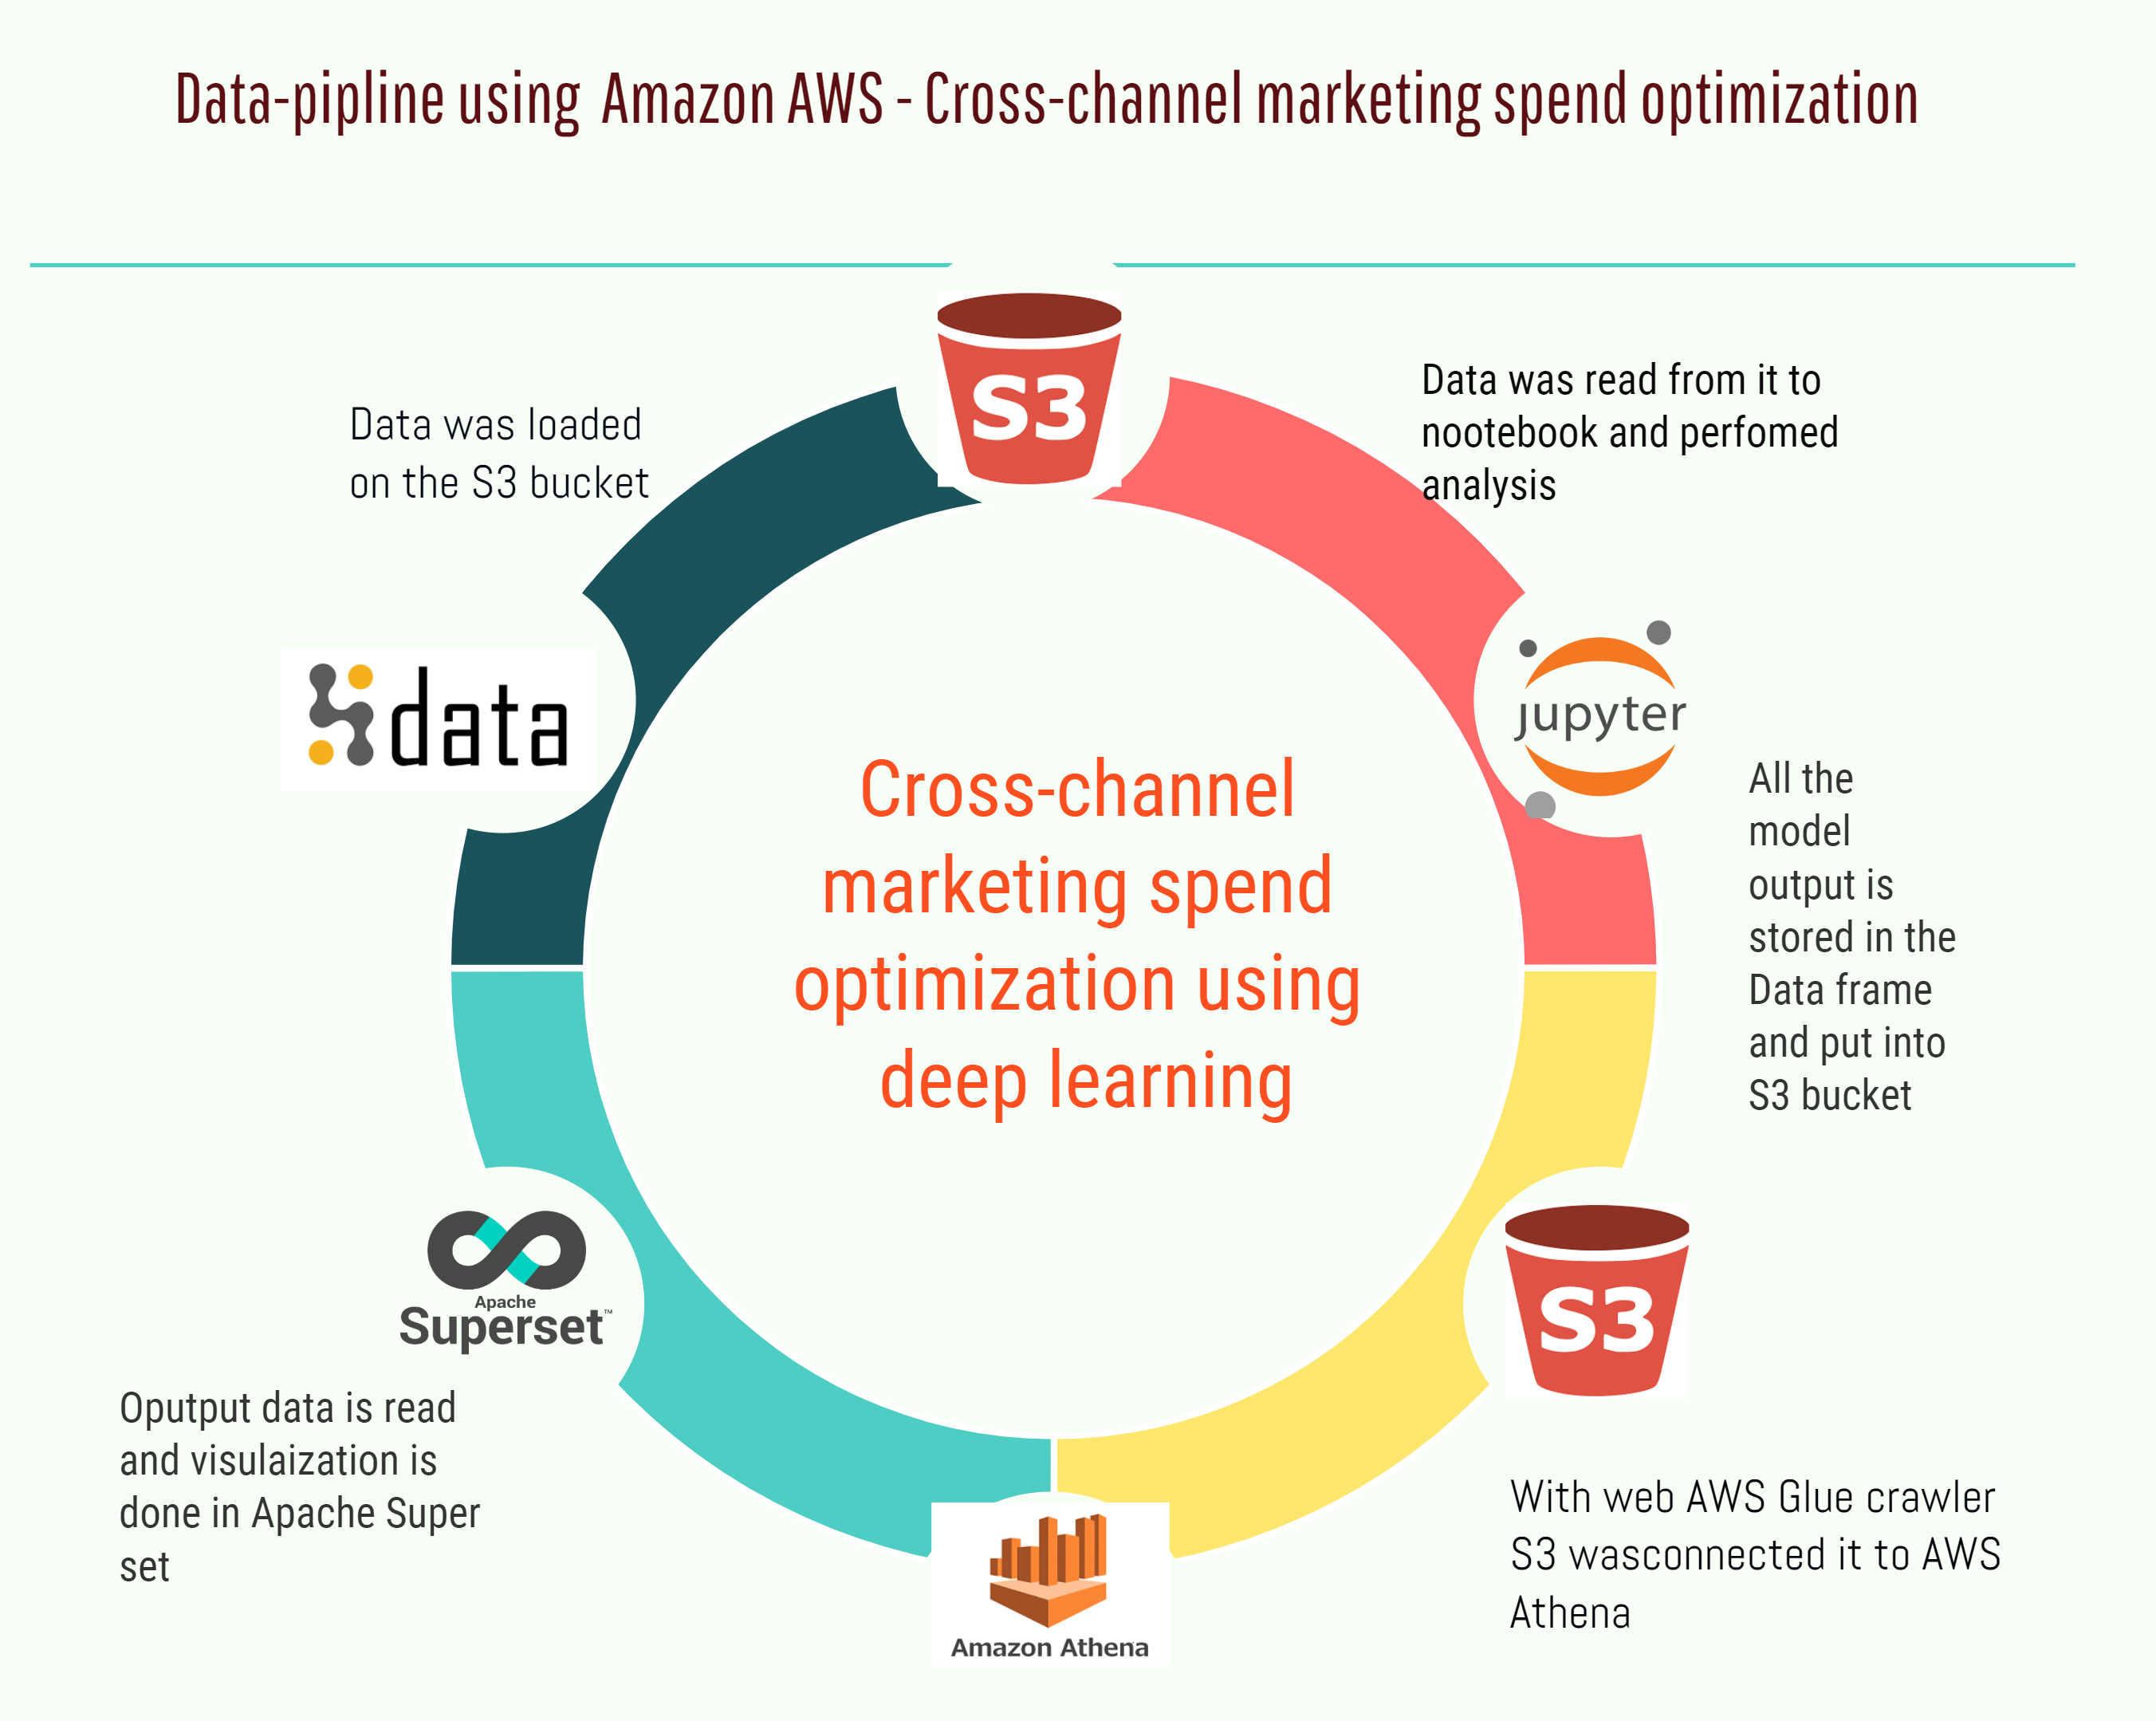 Data-pipline using Amazon AWS - Cross-channel marketing spend optimization
S3
Data was loaded
on the S3 bucket
Data was read from it to
nootebook and perfomed
analysis
data
jupyter
Cross-channel
marketing spend
optimization using
deep learning
All the
model
output is
stored in the
Data frame
and put into
S3 bucket
Apache
Superset™
S3
Oputput data is read
and visulaization is
done in Apache Super
set
With web AWS Glue crawler
S3 wasconnected it to AWS
Athena
Amazon Athena